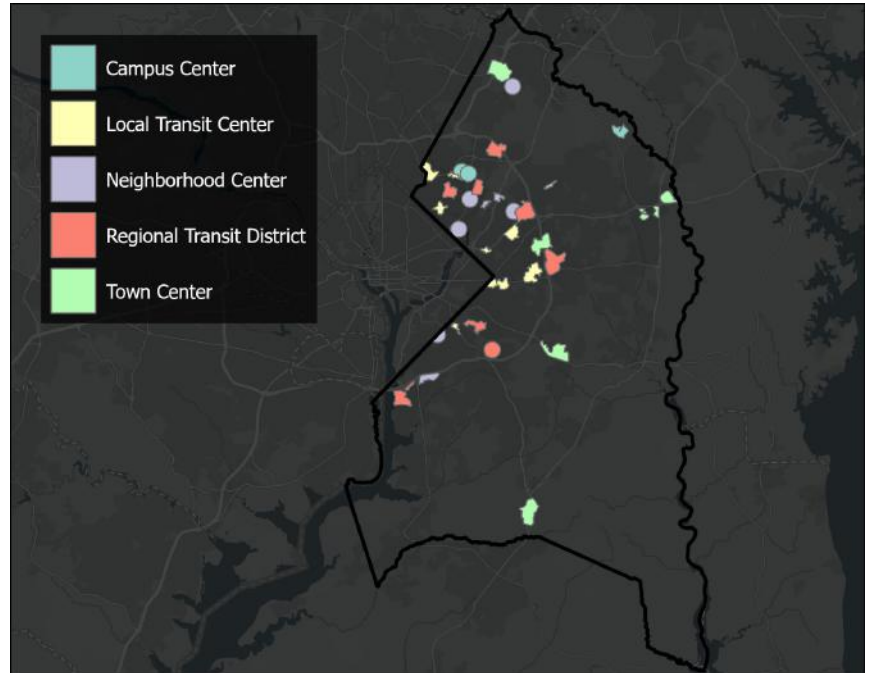 Campus Center
Local Transit Center
Neighborhood Center
Regional Transit District
Town Center